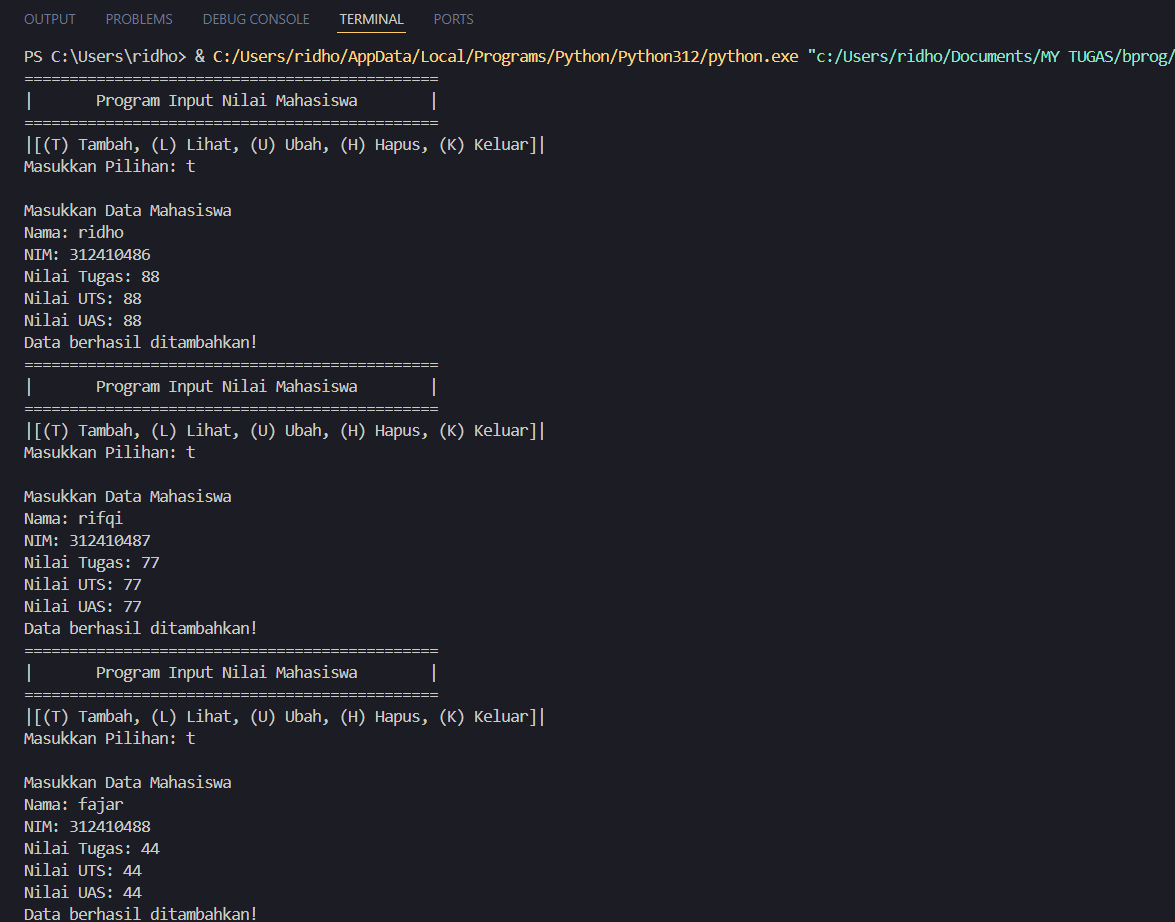 OUTPUT PROBLEMS DEBUG CONSOLE TERMINAL PORTS
PS C:\Users\ridho> & C:/Users/ridho/AppData/Local/Programs/Python/Python312/python.exe "c:/Users/ridho/Documents/MY TUGAS/bprog/
==============================================
|       Program Input Nilai Mahasiswa        |
==============================================
|[(T) Tambah, (L) Lihat, (U) Ubah, (H) Hapus, (K) Keluar]|
Masukkan Pilihan: t
Masukkan Data Mahasiswa
Nama: ridho
NIM: 312410486
Nilai Tugas: 88
Nilai UTS: 88
Nilai UAS: 88
Data berhasil ditambahkan!
==============================================
|       Program Input Nilai Mahasiswa        |
==============================================
|[(T) Tambah, (L) Lihat, (U) Ubah, (H) Hapus, (K) Keluar]|
Masukkan Pilihan: t
Masukkan Data Mahasiswa
Nama: rifqi
NIM: 312410487
Nilai Tugas: 77
Nilai UTS: 77
Nilai UAS: 77
Data berhasil ditambahkan!
==============================================
|       Program Input Nilai Mahasiswa        |
==============================================
|[(T) Tambah, (L) Lihat, (U) Ubah, (H) Hapus, (K) Keluar]|
Masukkan Pilihan: t
Masukkan Data Mahasiswa
Nama: fajar
NIM: 312410488
Nilai Tugas: 44
Nilai UTS: 44
Nilai UAS: 44
Data berhasil ditambahkan!